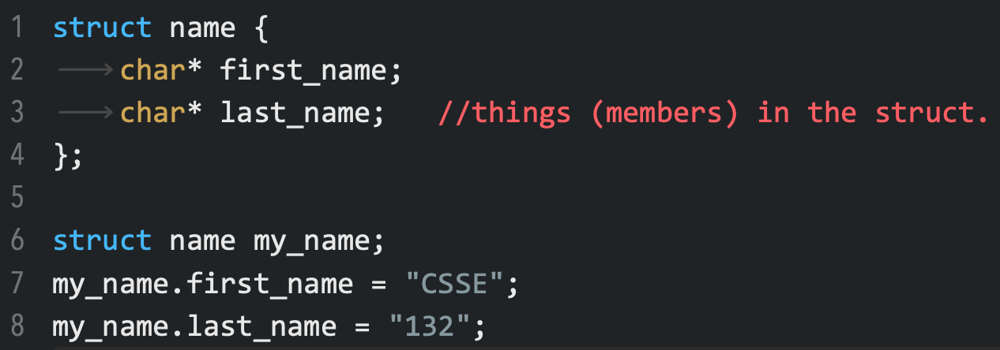 1 struct name {
2 char* first_name;
3 char* last_name; //things (members) in the struct.
4 };
5
6 struct name my_name;
7 my_name.first_name = "CSSE";
8 my_name.last_name = "132";